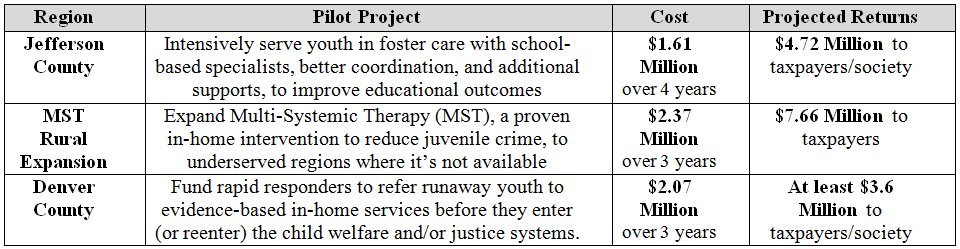 Region Pilot Project Cost Projected Returns
Jefferson Intensively serve youth in foster care with school- $1.61 $4.72 Million to
County based specialists, better coordination, and additional Million taxpayers/society
supports, to improve educational outcomes over 4 years
MST Expand Multi-Systemic Therapy (MST), a proven $2.37 $7.66 Million to
Rural in-home intervention to reduce juvenile crime, to Million taxpayers
Expansion underserved regions where it’s not available over 3 years
Denver Fund rapid responders to refer runaway youth to $2.07 At least $3.6
County evidence-based in-home services before they enter Million Million to
(or reenter) the child welfare and/or justice systems. over 3 years taxpayers/society